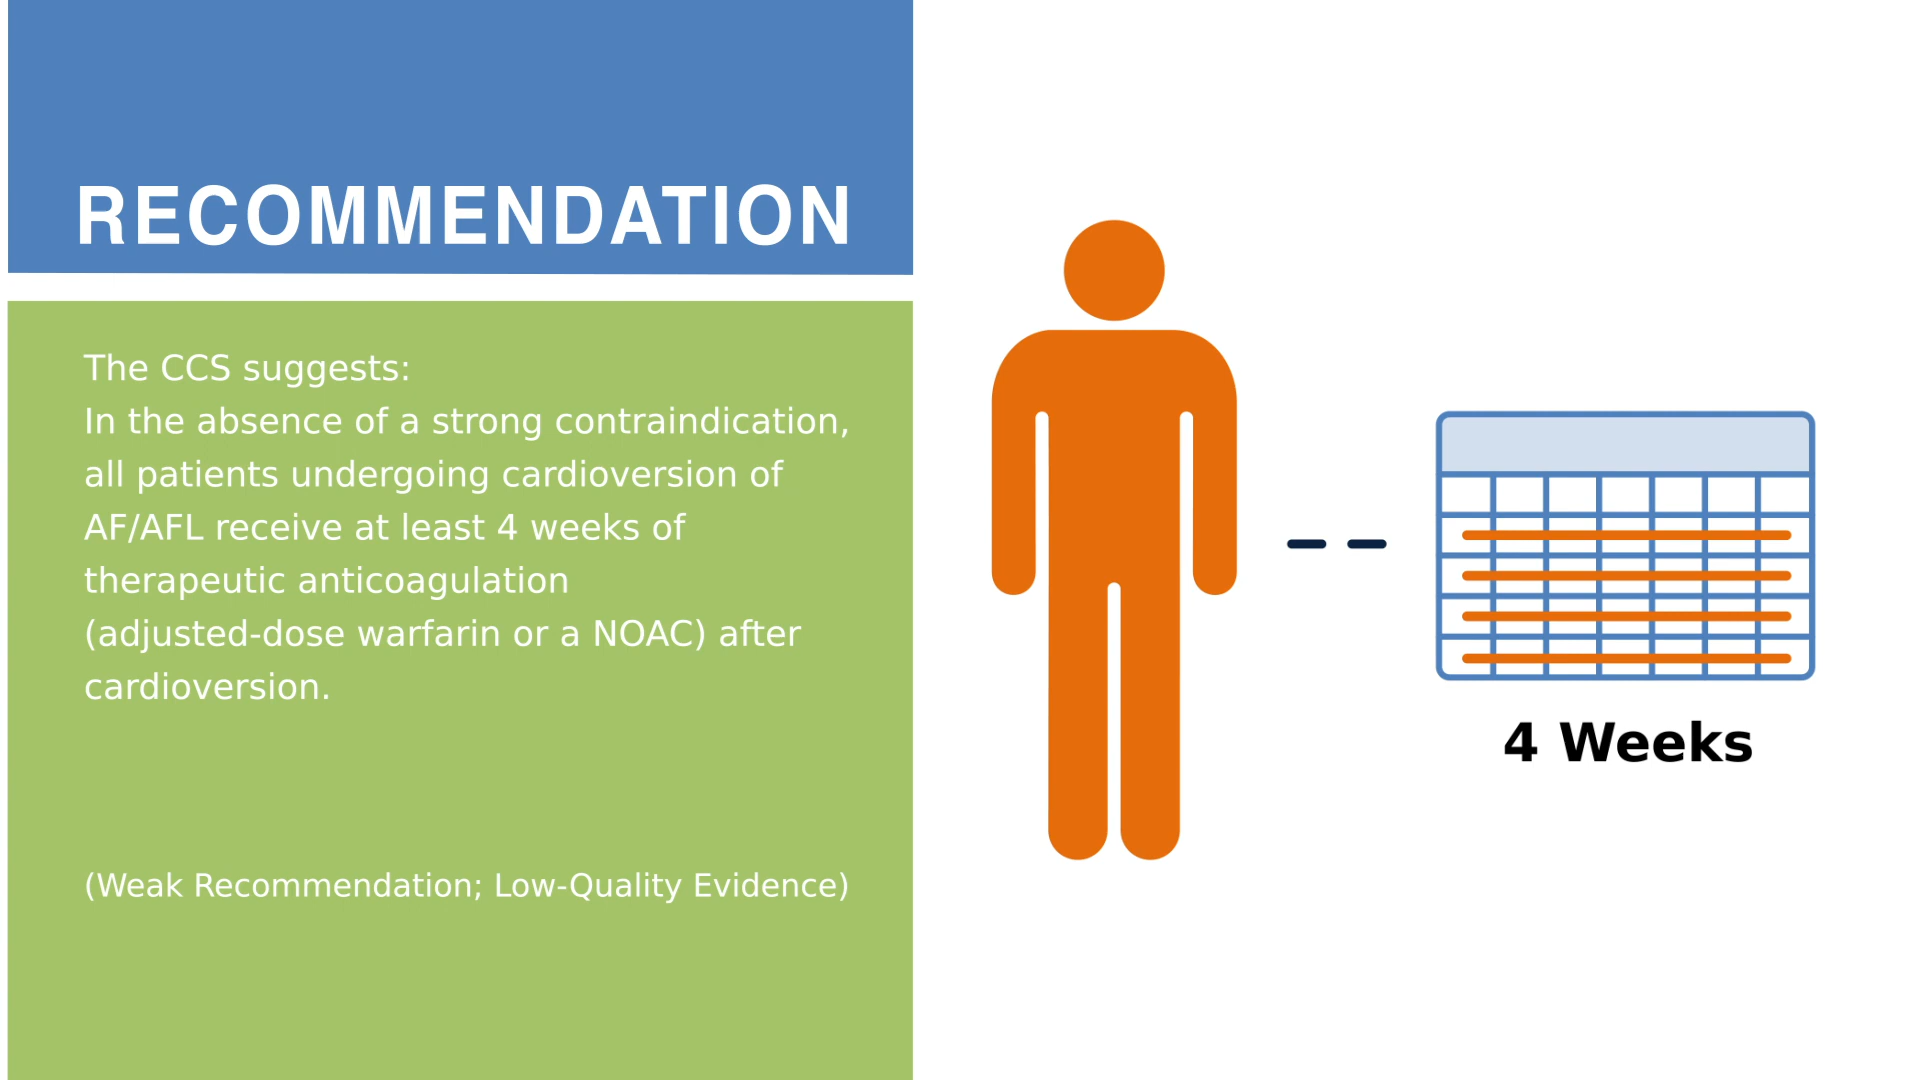 RECOMMENDATION
The CCS suggests:
In the absence of a strong contraindication,
all patients undergoing cardioversion of
AF/AFL receive at least 4 weeks of
therapeutic anticoagulation
(adjusted-dose warfarin or a NOAC) after
cardioversion.
(Weak Recommendation; Low-Quality Evidence)
4 Weeks